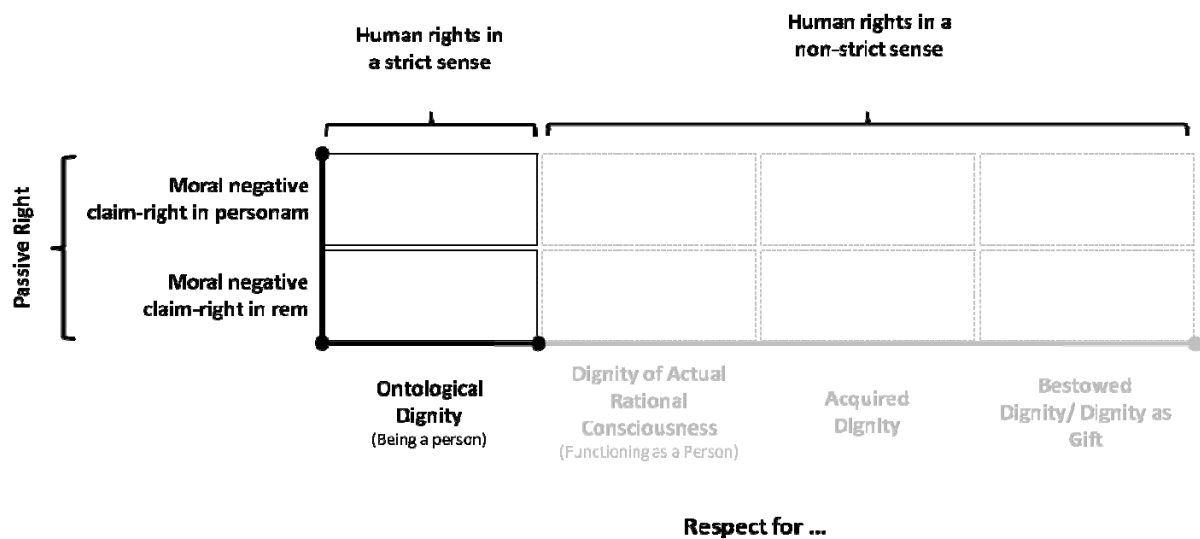 Human rights in
a strict sense
Human rights in a
non-strict sense
Passive Right
Moral negative
claim-right in personam
Moral negative
claim-right in rem
Ontological
Dignity
(Being a person)
Dignity of Actual
Rational
Consciousness
(Functioning as a Person)
Acquired
Dignity
Bestowed
Dignity/ Dignity as
Gift
Respect for ...